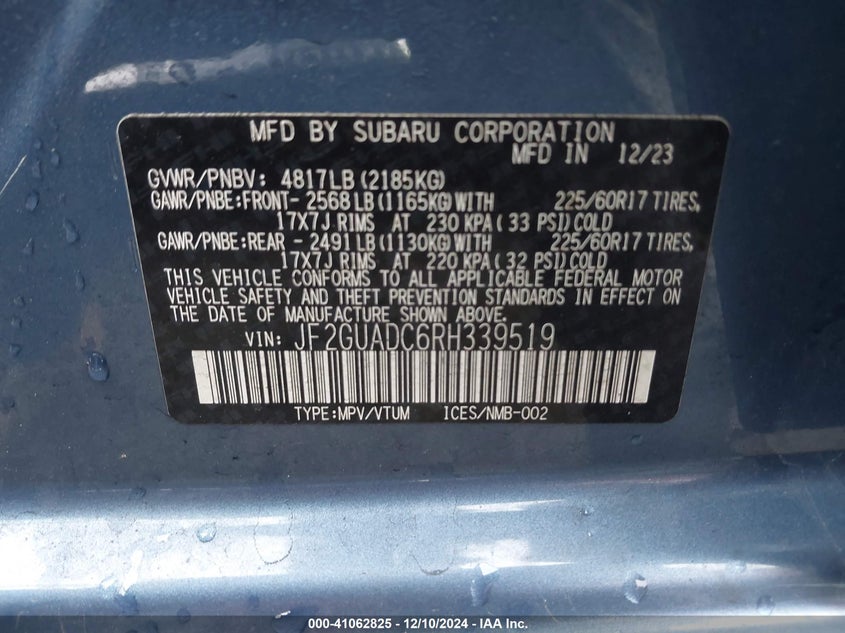 MFD BY SUBARU CORPORATION
MFD IN 12/23
GVWR/PNBV: 4817LB (2185KG)
GAWR/PNBE:FRONT- 2568LB(1165KG)WITH 225/60R17 TIRES,
17X7J RIMS AT 230 KPA( 33 PSI)COLD
GAWR/PNBE:REAR - 2491LB(1130KG)WITH 225/60R17 TIRES,
17X7J RIMS AT 220 KPA( 32 PSI)COLD
THIS VEHICLE CONFORMS TO ALL APPLICABLE FEDERAL MOTOR
VEHICLE SAFETY AND THEFT PREVENTION STANDARDS IN EFFECT ON
THE DATE OF MANUFACTURE SHOWN ABOVE.
VIN: JF2GUADC6RH339519
TYPE:MPV/VTUM ICES/NMB-002
000-41062825 - 12/10/2024 - IAA Inc.